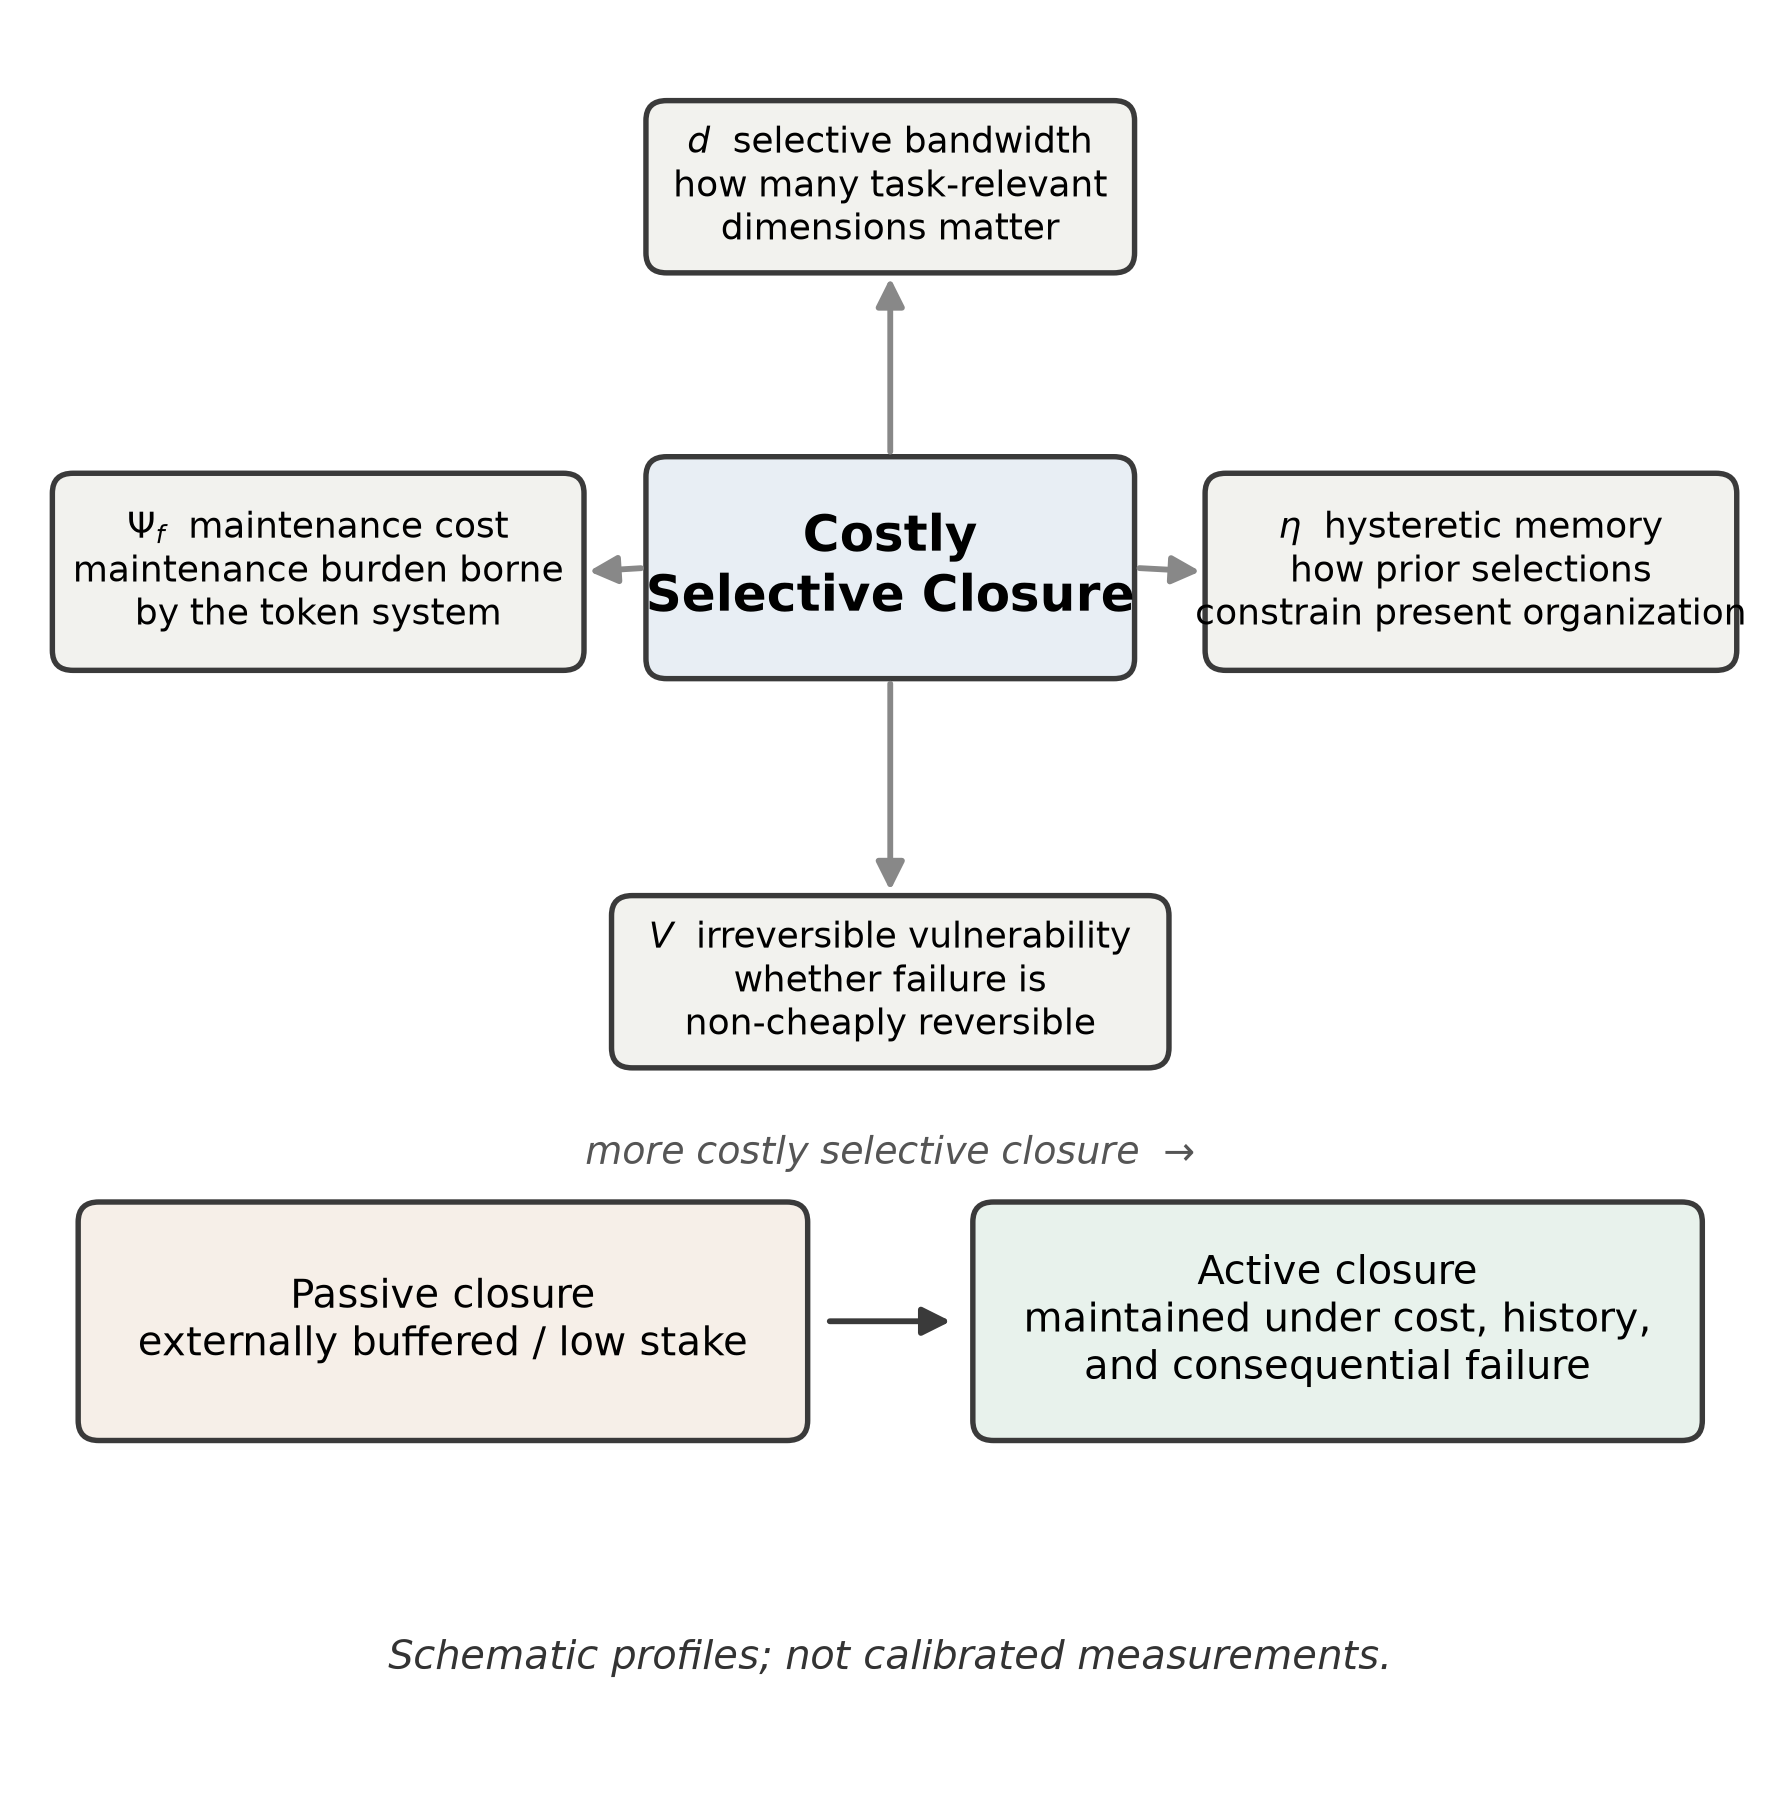 d selective bandwidth
how many task-relevant
dimensions matter
Ψf maintenance cost
maintenance burden borne
by the token system
Costly
Selective Closure
η hysteretic memory
how prior selections
constrain present organization
V irreversible vulnerability
whether failure is
non-cheaply reversible
more costly selective closure →
Passive closure
externally buffered / low stake
Active closure
maintained under cost, history,
and consequential failure
Schematic profiles; not calibrated measurements.